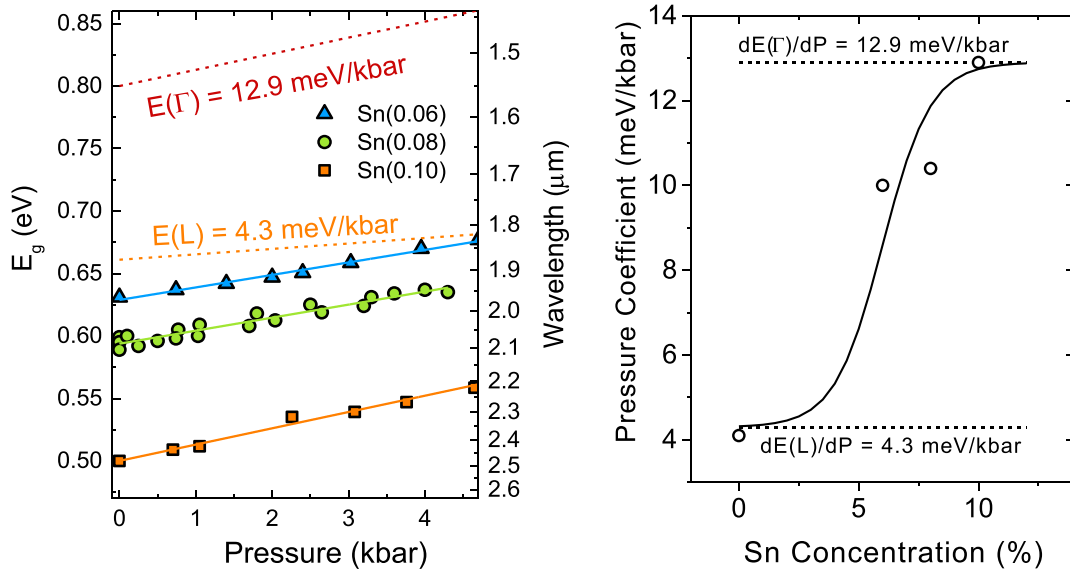 0.85
0.80
0.75
0.70
0.65
0.60
0.55
0.50
E_g (eV)
0
1
2
3
4
Pressure (kbar)
1.5
1.6
1.7
1.8
1.9
2.0
2.1
2.2
2.3
2.4
2.5
2.6
Wavelength (μm)
E(Γ) = 12.9 meV/kbar
Sn(0.06)
Sn(0.08)
Sn(0.10)
E(L) = 4.3 meV/kbar
14
12
10
8
6
4
Pressure Coefficient (meV/kbar)
dE(Γ)/dP = 12.9 meV/kbar
dE(L)/dP = 4.3 meV/kbar
0
5
10
Sn Concentration (%)